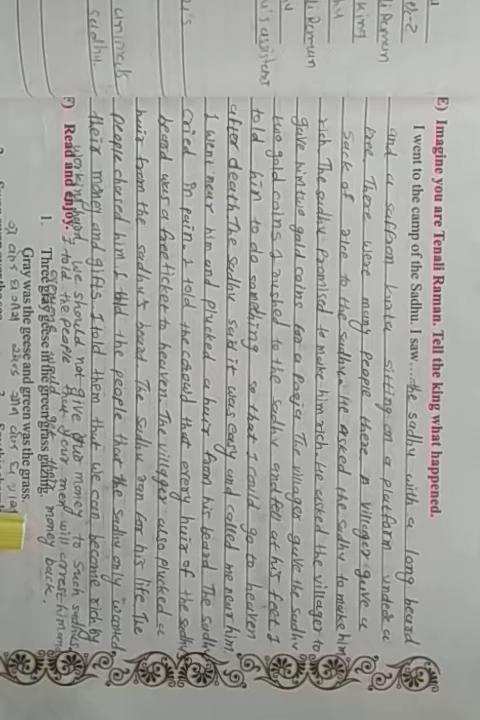 E) Imagine you are Tenali Raman. Tell the king what happened.
I went to the camp of the Sadhu. I saw... the sadhu with a long beard
and a saffron kurta sitting on a platform under a
tree. There were many people there. A villager gave a
sack of rice to the sadhu. He asked the sadhu to make him
rich. The sadhu promised to make him rich. He asked the villager to
gave him two gold coins for a Pooja. The villager gave the sadhu
two gold coins. I rushed to the sadhu and fell at his feet. I
told him to do something so that I could go to heaven
after death. The sadhu said it was easy and called me near him.
I went near him and plucked a hair from his beard. The sadhu
cried in pain. I told the crowd that every hair of the sadhu
beard was a free ticket to heaven. The villager also plucked a
hair from the sadhu's beard. The sadhu ran for his life. The
people chased him. I told the people that the sadhu only wanted
their money and gifts. I told them that we can become rich by
working hard. We should not give our money to such sadhus.
F) Read and enjoy.
I told the people that your men will arrest him and
would get their money back.
1. Three gray geese in the green grass grazing.
Gray was the geese and green was the grass.
li Raman
king
li Raman
u's assistent
animals
sadhu